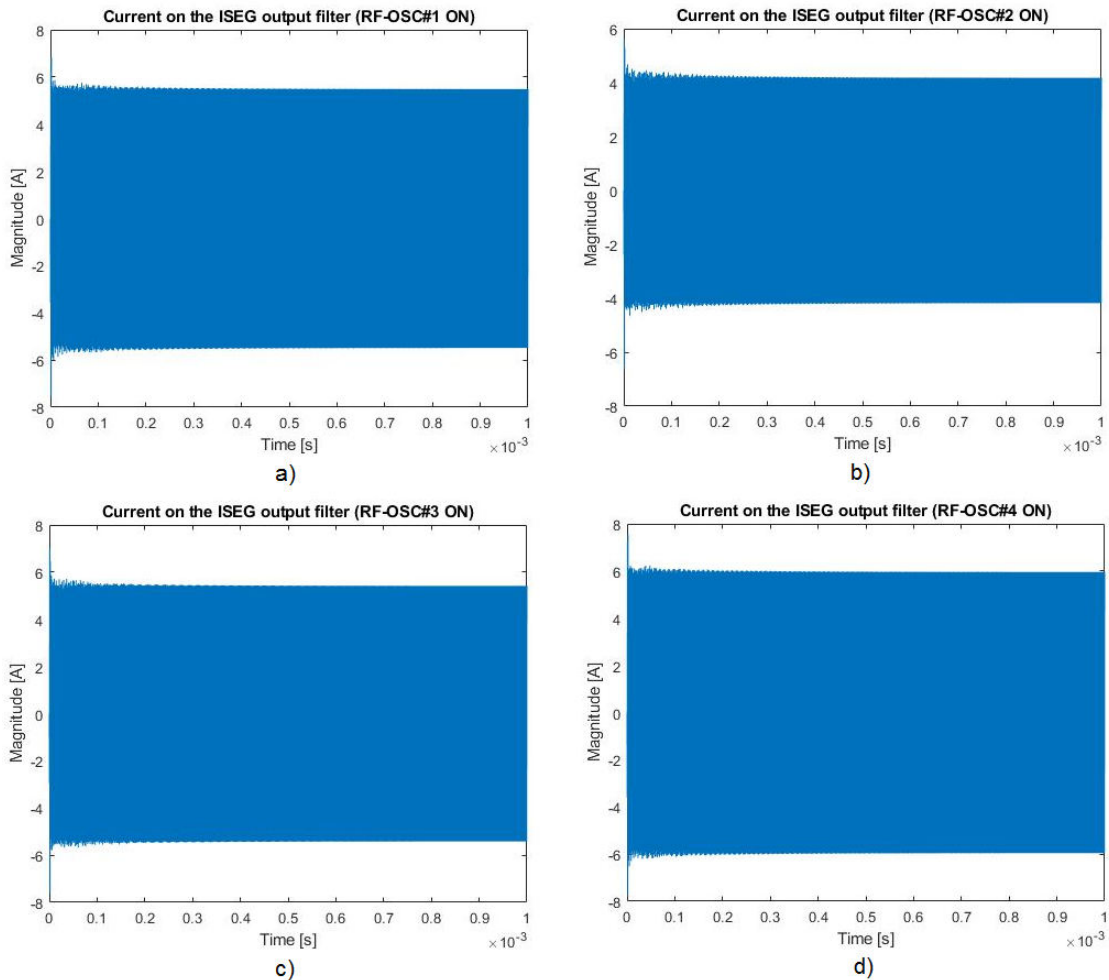 Current on the ISEG output filter (RF-OSC#1 ON)
8
6
4
2
0
-2
-4
-6
-8
Magnitude [A]
0 0.1 0.2 0.3 0.4 0.5 0.6 0.7 0.8 0.9 1
Time [s]
×10-3
a)
Current on the ISEG output filter (RF-OSC#2 ON)
6
4
2
0
-2
-4
-6
-8
Magnitude [A]
0 0.1 0.2 0.3 0.4 0.5 0.6 0.7 0.8 0.9 1
Time [s]
×10-3
b)
Current on the ISEG output filter (RF-OSC#3 ON)
8
6
4
2
0
-2
-4
-6
-8
Magnitude [A]
0 0.1 0.2 0.3 0.4 0.5 0.6 0.7 0.8 0.9 1
Time [s]
×10-3
c)
Current on the ISEG output filter (RF-OSC#4 ON)
8
6
4
2
0
-2
-4
-6
-8
Magnitude [A]
0 0.1 0.2 0.3 0.4 0.5 0.6 0.7 0.8 0.9 1
Time [s]
×10-3
d)